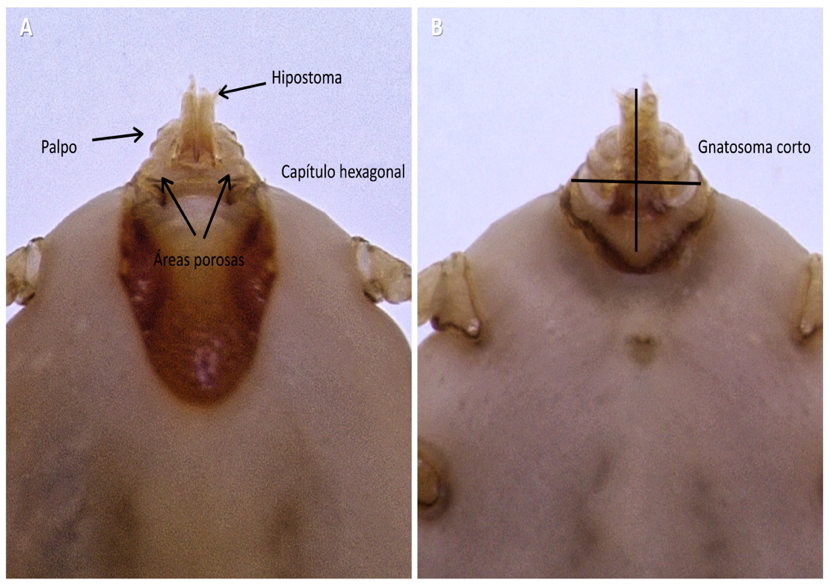 A
B
Hipostoma
Palpo
Gnatosoma corto
Capítulo hexagonal
Áreas porosas